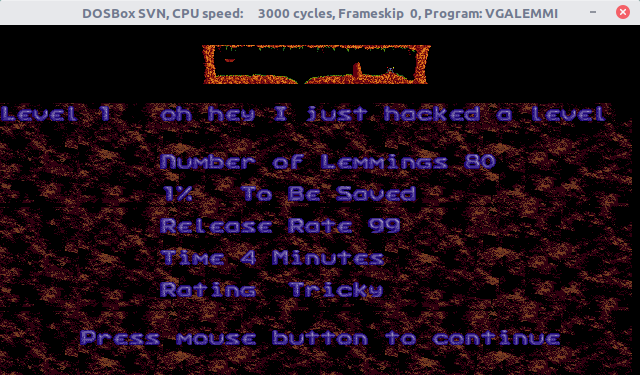 DOSBox SVN, CPU speed: 3000 cycles, Frameskip 0, Program: VGALEMMI
Level 1 oh hey I just hacked a level
Number of Lemmings 80
1% To Be Saved
Release Rate 99
Time 4 Minutes
Rating Tricky
Press mouse button to continue